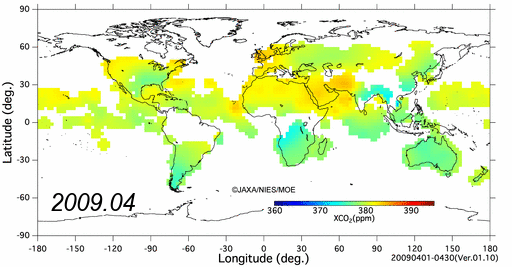 90
60
30
0
-30
-60
-90
Latitude (deg.)
2009.04
©JAXA/NIES/MOE
360 370 380 390
XCO₂(ppm)
-180 -150 -120 -90 -60 -30 0 30 60 90 120 150 180
Longitude (deg.)
20090401-0430(Ver.01.10)